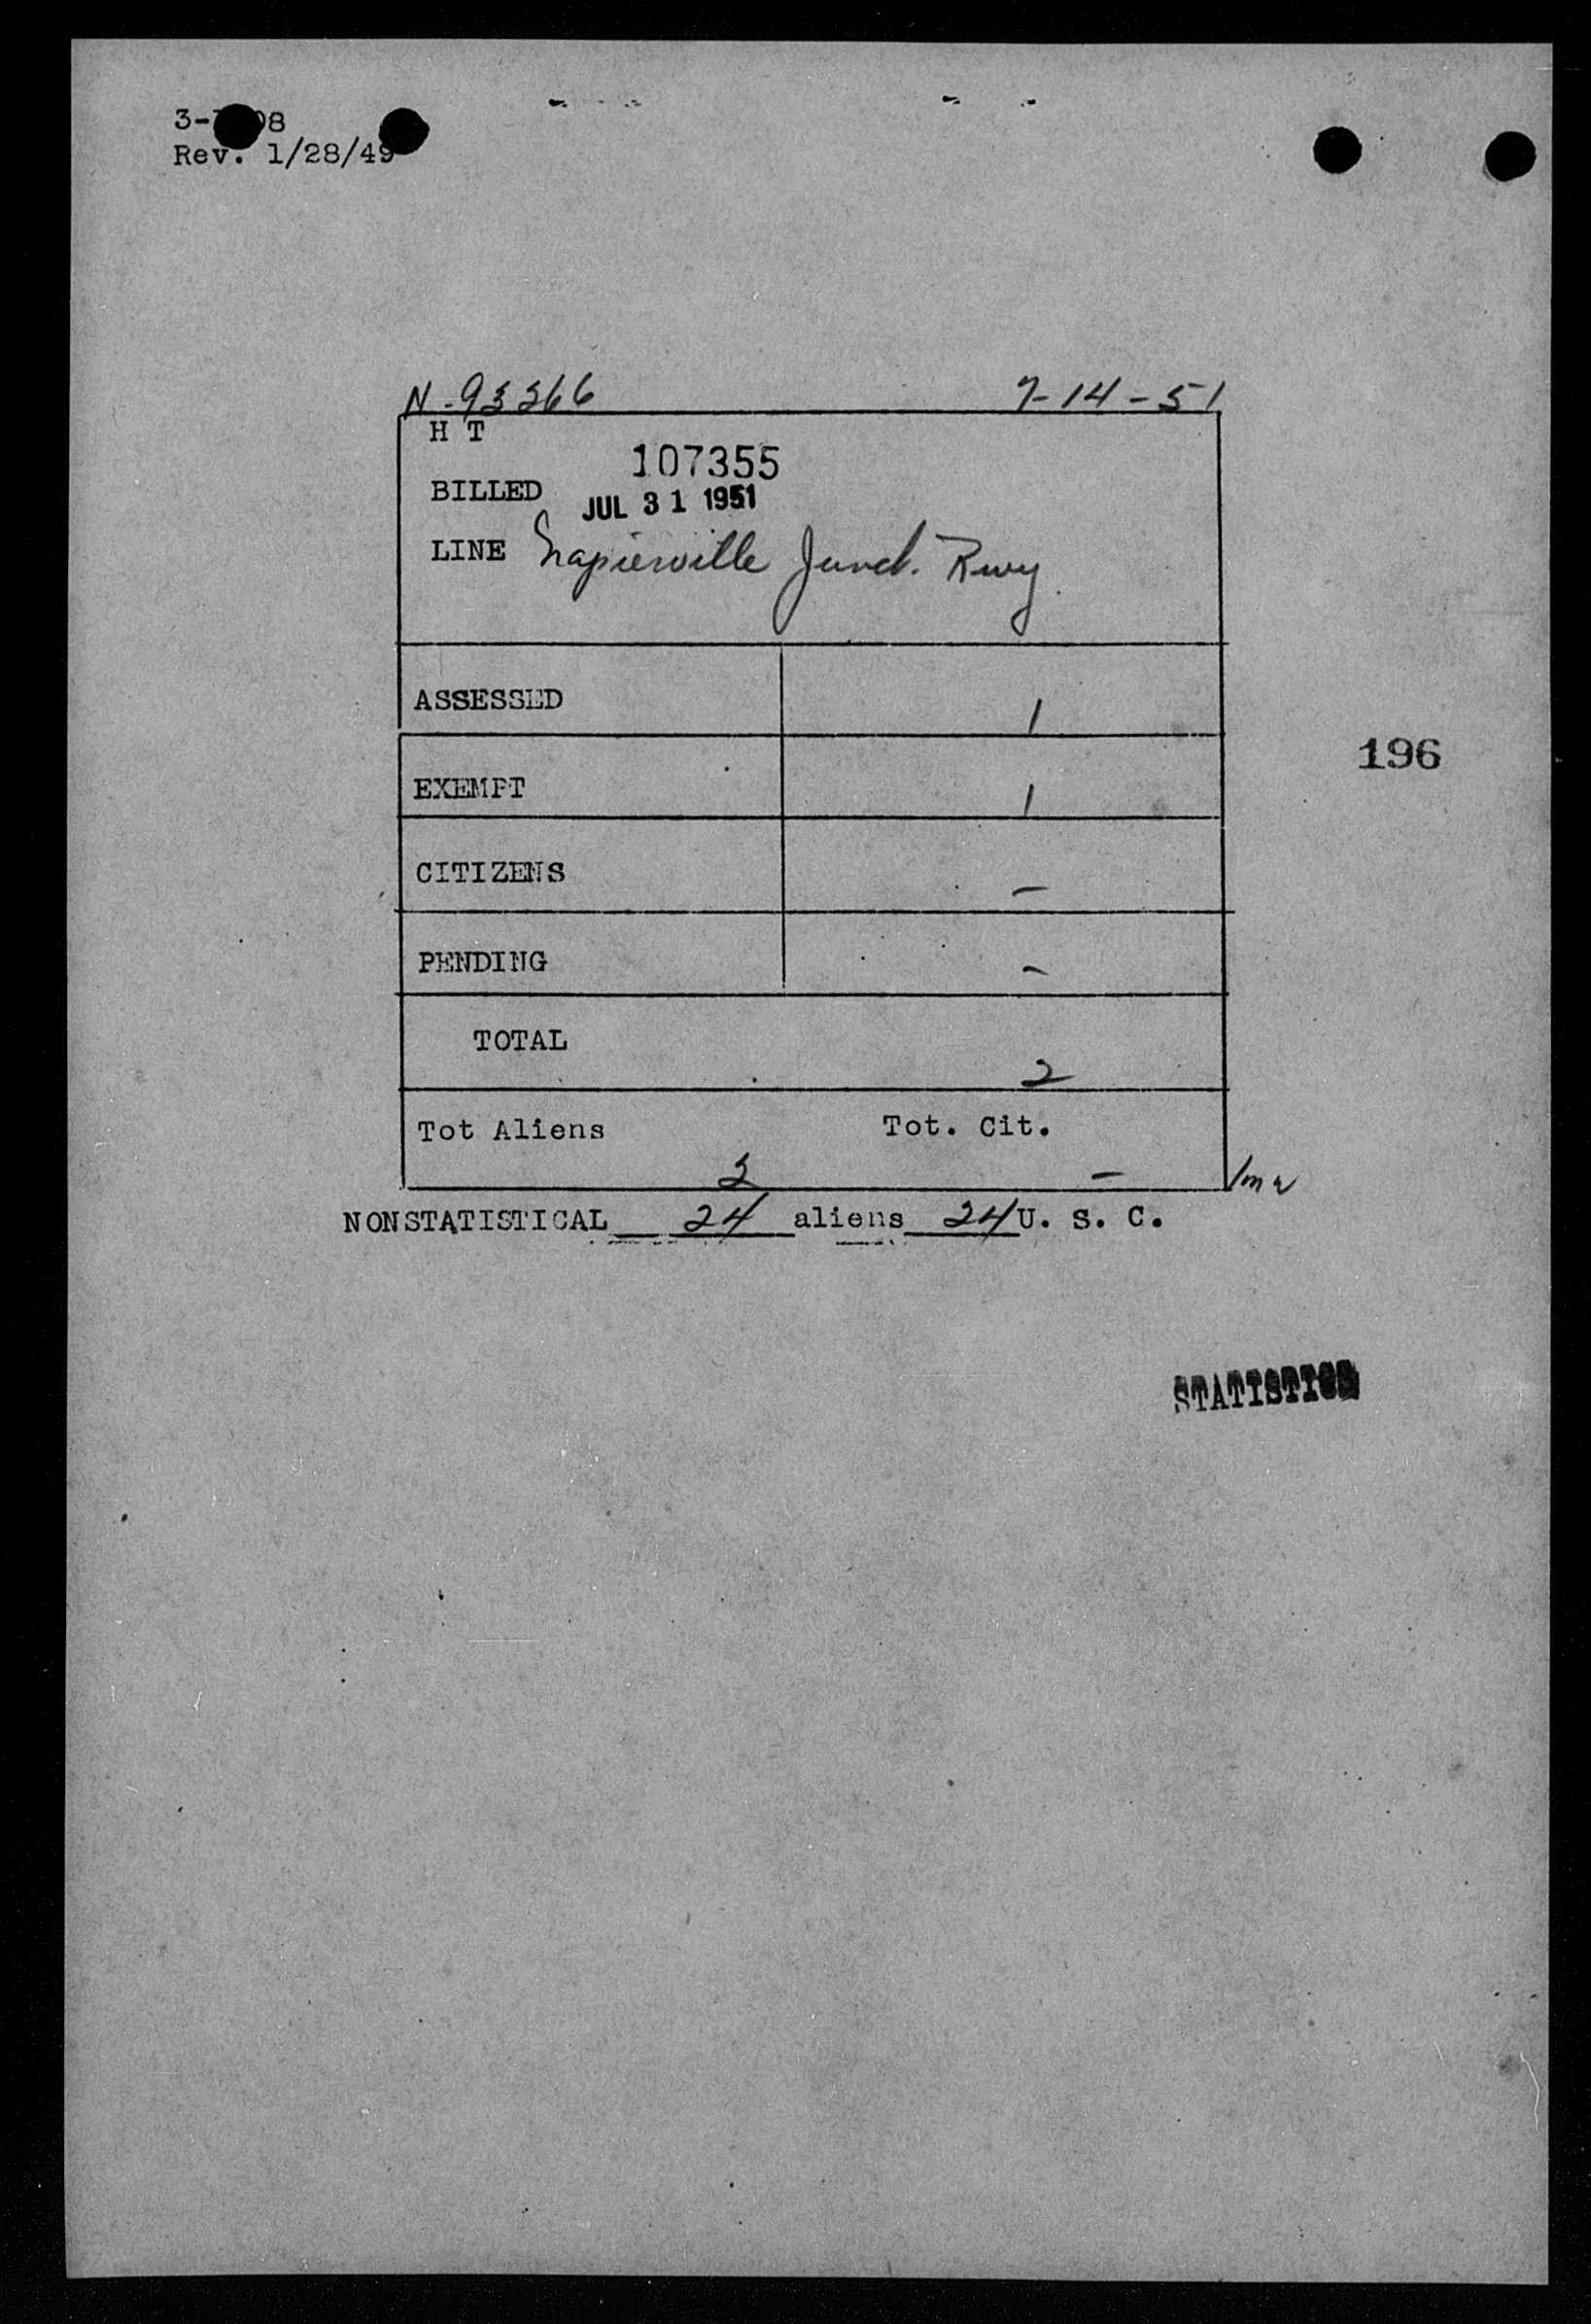 3- 08
Rev. 1/28/49
N-93366 7-14-51
H T
107355
BILLED JUL 31 1951
LINE Napierville Junct. Rwy.
ASSESSED 1
EXEMPT 1
196
CITIZENS -
PENDING -
TOTAL 2
Tot Aliens Tot. Cit.
2 -
NONSTATISTICAL 24 aliens 24 U. S. C.
STATISTICS